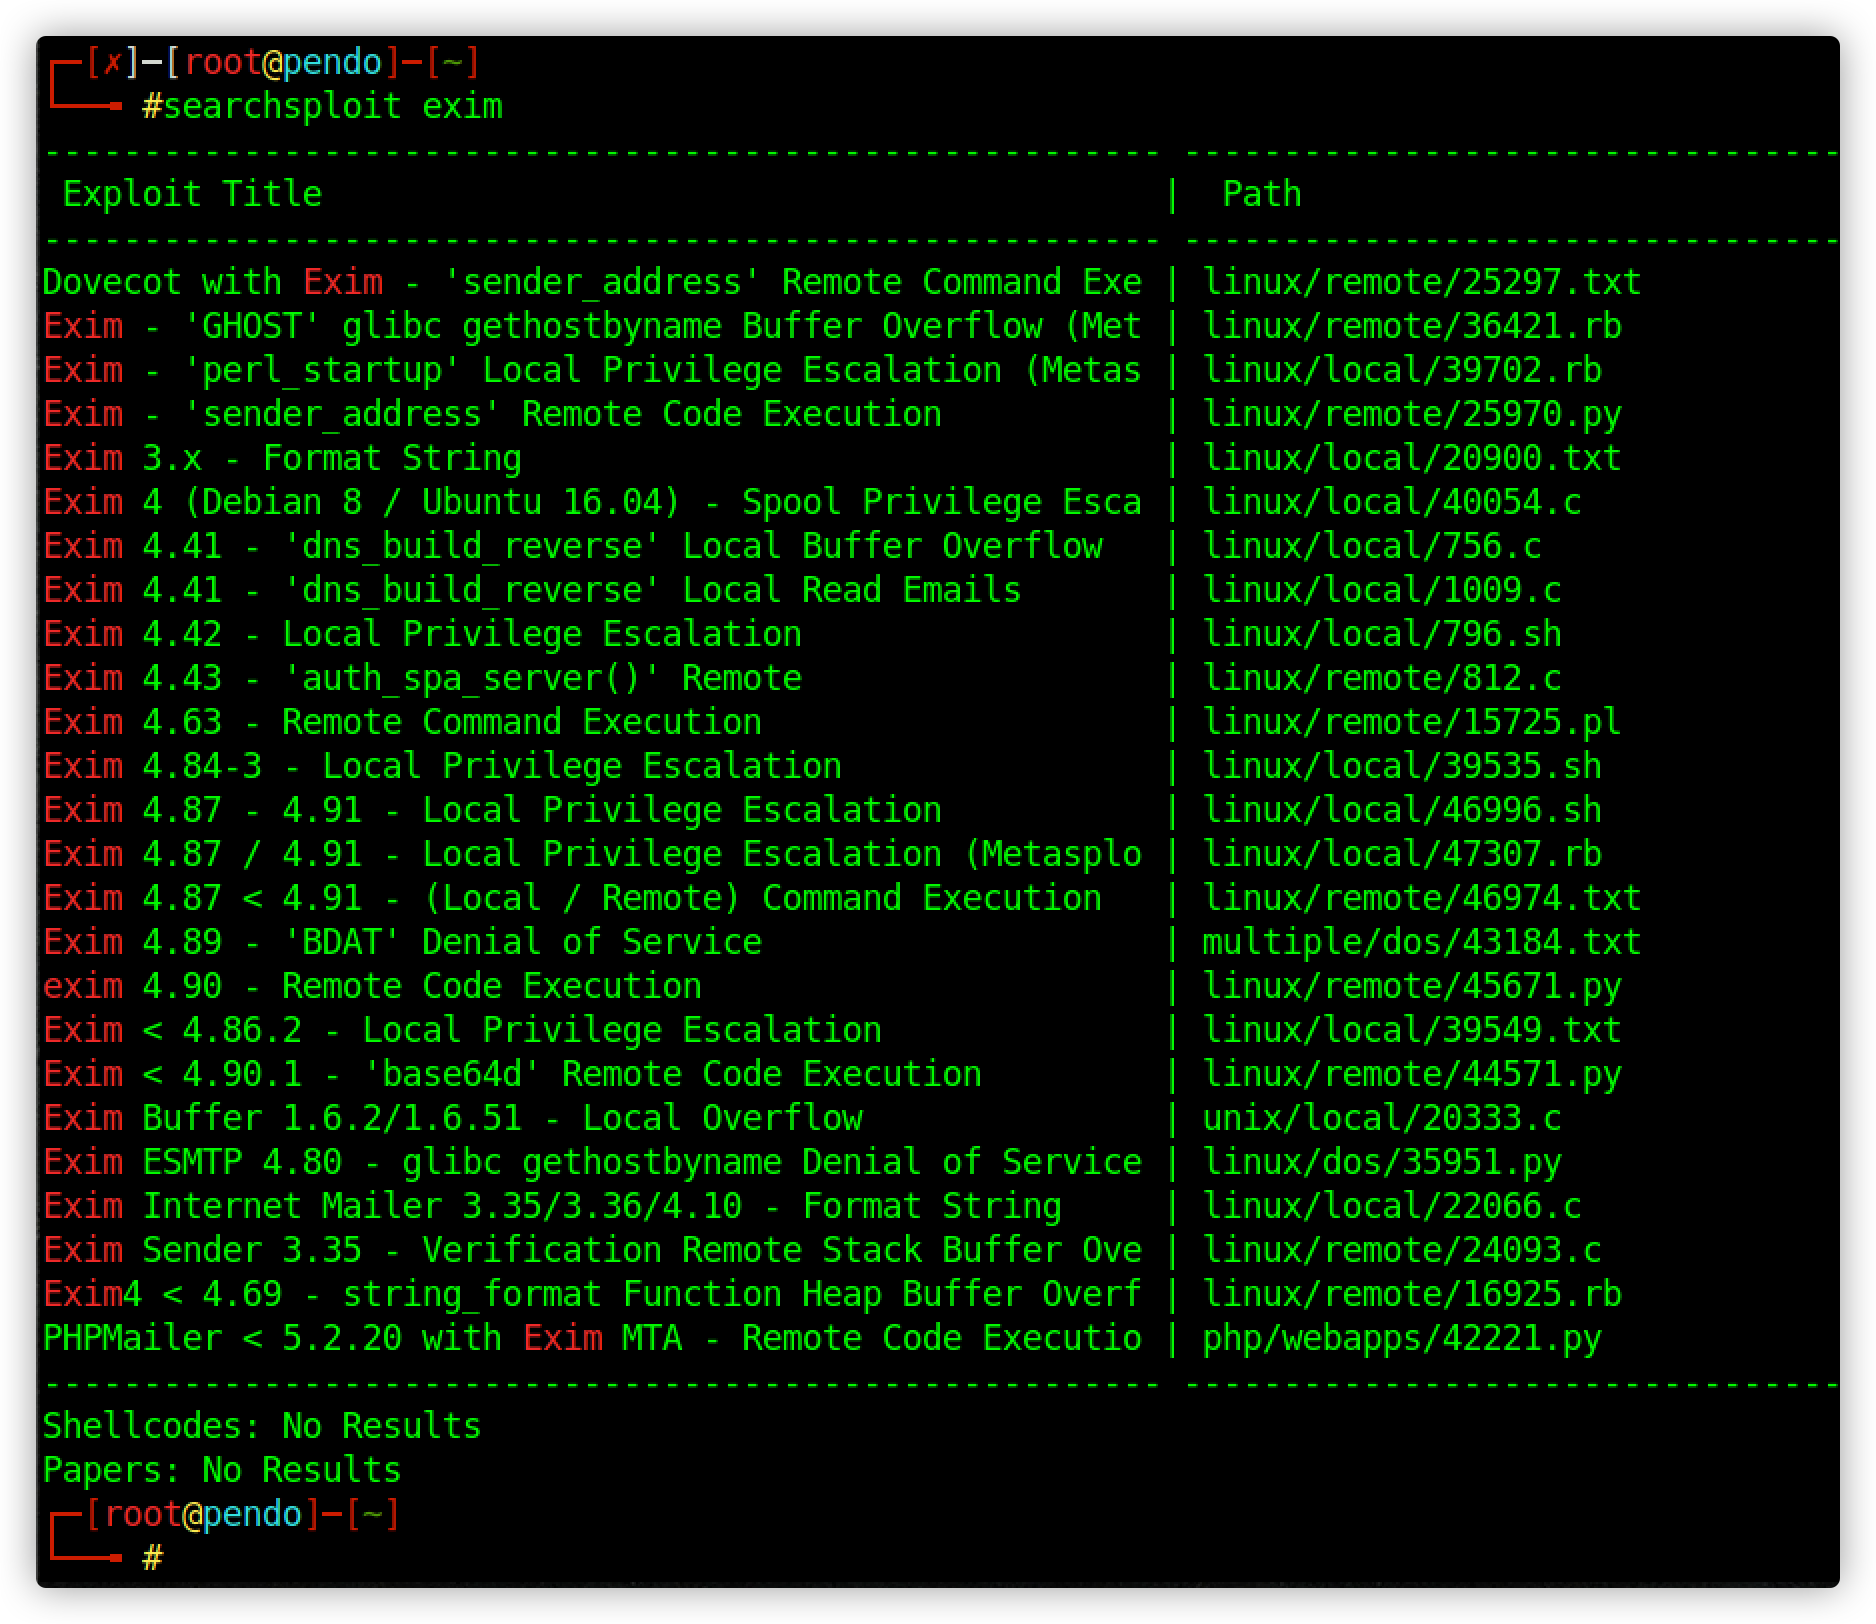 ┌─[✗]─[root@pendo]─[~]
└──╼ #searchsploit exim
-------------------------------------------------------- ---------------------------------
 Exploit Title                                          |  Path
-------------------------------------------------------- ---------------------------------
Dovecot with Exim - 'sender_address' Remote Command Exe | linux/remote/25297.txt
Exim - 'GHOST' glibc gethostbyname Buffer Overflow (Met | linux/remote/36421.rb
Exim - 'perl_startup' Local Privilege Escalation (Metas | linux/local/39702.rb
Exim - 'sender_address' Remote Code Execution           | linux/remote/25970.py
Exim 3.x - Format String                                | linux/local/20900.txt
Exim 4 (Debian 8 / Ubuntu 16.04) - Spool Privilege Esca | linux/local/40054.c
Exim 4.41 - 'dns_build_reverse' Local Buffer Overflow   | linux/local/756.c
Exim 4.41 - 'dns_build_reverse' Local Read Emails       | linux/local/1009.c
Exim 4.42 - Local Privilege Escalation                  | linux/local/796.sh
Exim 4.43 - 'auth_spa_server()' Remote                  | linux/remote/812.c
Exim 4.63 - Remote Command Execution                    | linux/remote/15725.pl
Exim 4.84-3 - Local Privilege Escalation                | linux/local/39535.sh
Exim 4.87 - 4.91 - Local Privilege Escalation           | linux/local/46996.sh
Exim 4.87 / 4.91 - Local Privilege Escalation (Metasplo | linux/local/47307.rb
Exim 4.87 < 4.91 - (Local / Remote) Command Execution   | linux/remote/46974.txt
Exim 4.89 - 'BDAT' Denial of Service                    | multiple/dos/43184.txt
exim 4.90 - Remote Code Execution                       | linux/remote/45671.py
Exim < 4.86.2 - Local Privilege Escalation              | linux/local/39549.txt
Exim < 4.90.1 - 'base64d' Remote Code Execution         | linux/remote/44571.py
Exim Buffer 1.6.2/1.6.51 - Local Overflow               | unix/local/20333.c
Exim ESMTP 4.80 - glibc gethostbyname Denial of Service | linux/dos/35951.py
Exim Internet Mailer 3.35/3.36/4.10 - Format String     | linux/local/22066.c
Exim Sender 3.35 - Verification Remote Stack Buffer Ove | linux/remote/24093.c
Exim4 < 4.69 - string_format Function Heap Buffer Overf | linux/remote/16925.rb
PHPMailer < 5.2.20 with Exim MTA - Remote Code Executio | php/webapps/42221.py
-------------------------------------------------------- ---------------------------------
Shellcodes: No Results
Papers: No Results
┌─[root@pendo]─[~]
└──╼ #